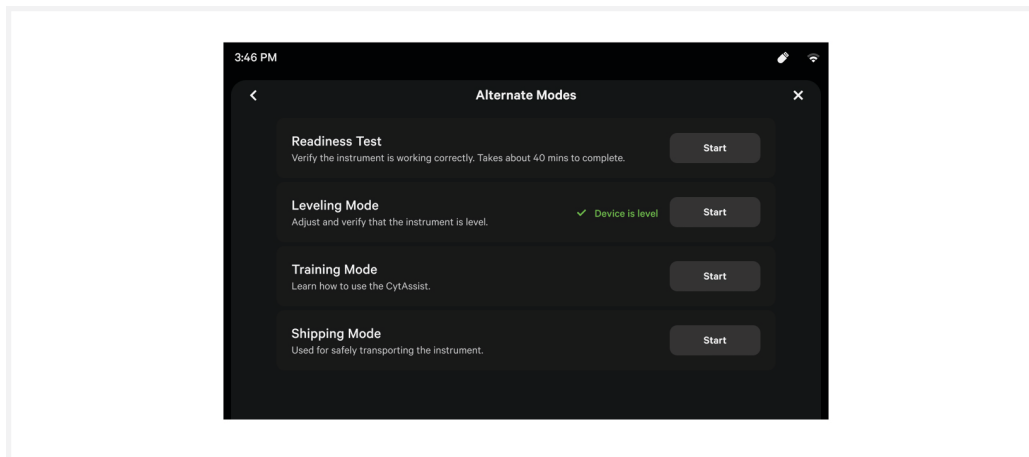 3:46 PM
Alternate Modes
Readiness Test
Verify the instrument is working correctly. Takes about 40 mins to complete.
Start
Leveling Mode
Adjust and verify that the instrument is level.
Device is level
Start
Training Mode
Learn how to use the CytAssist.
Start
Shipping Mode
Used for safely transporting the instrument.
Start